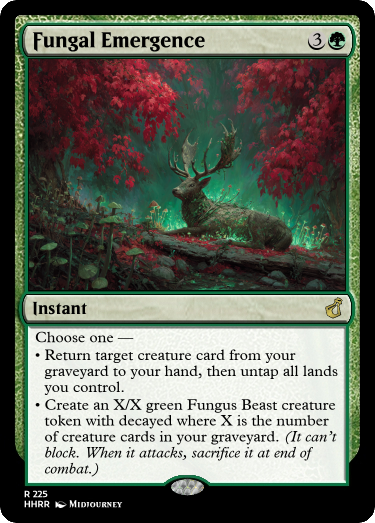 Fungal Emergence 3
Instant
Choose one —
• Return target creature card from your
graveyard to your hand, then untap all lands
you control.
• Create an X/X green Fungus Beast creature
token with decayed where X is the number
of creature cards in your graveyard. (It can't
block. When it attacks, sacrifice it at end of
combat.)
R 225
HHRR MIDJOURNEY